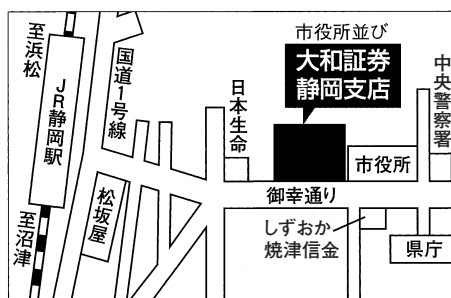 至浜松
JR静岡駅
至沼津
国道1号線
松坂屋
日本生命
市役所並び
大和証券
静岡支店
市役所
中央警察署
御幸通り
しずおか
焼津信金
県庁